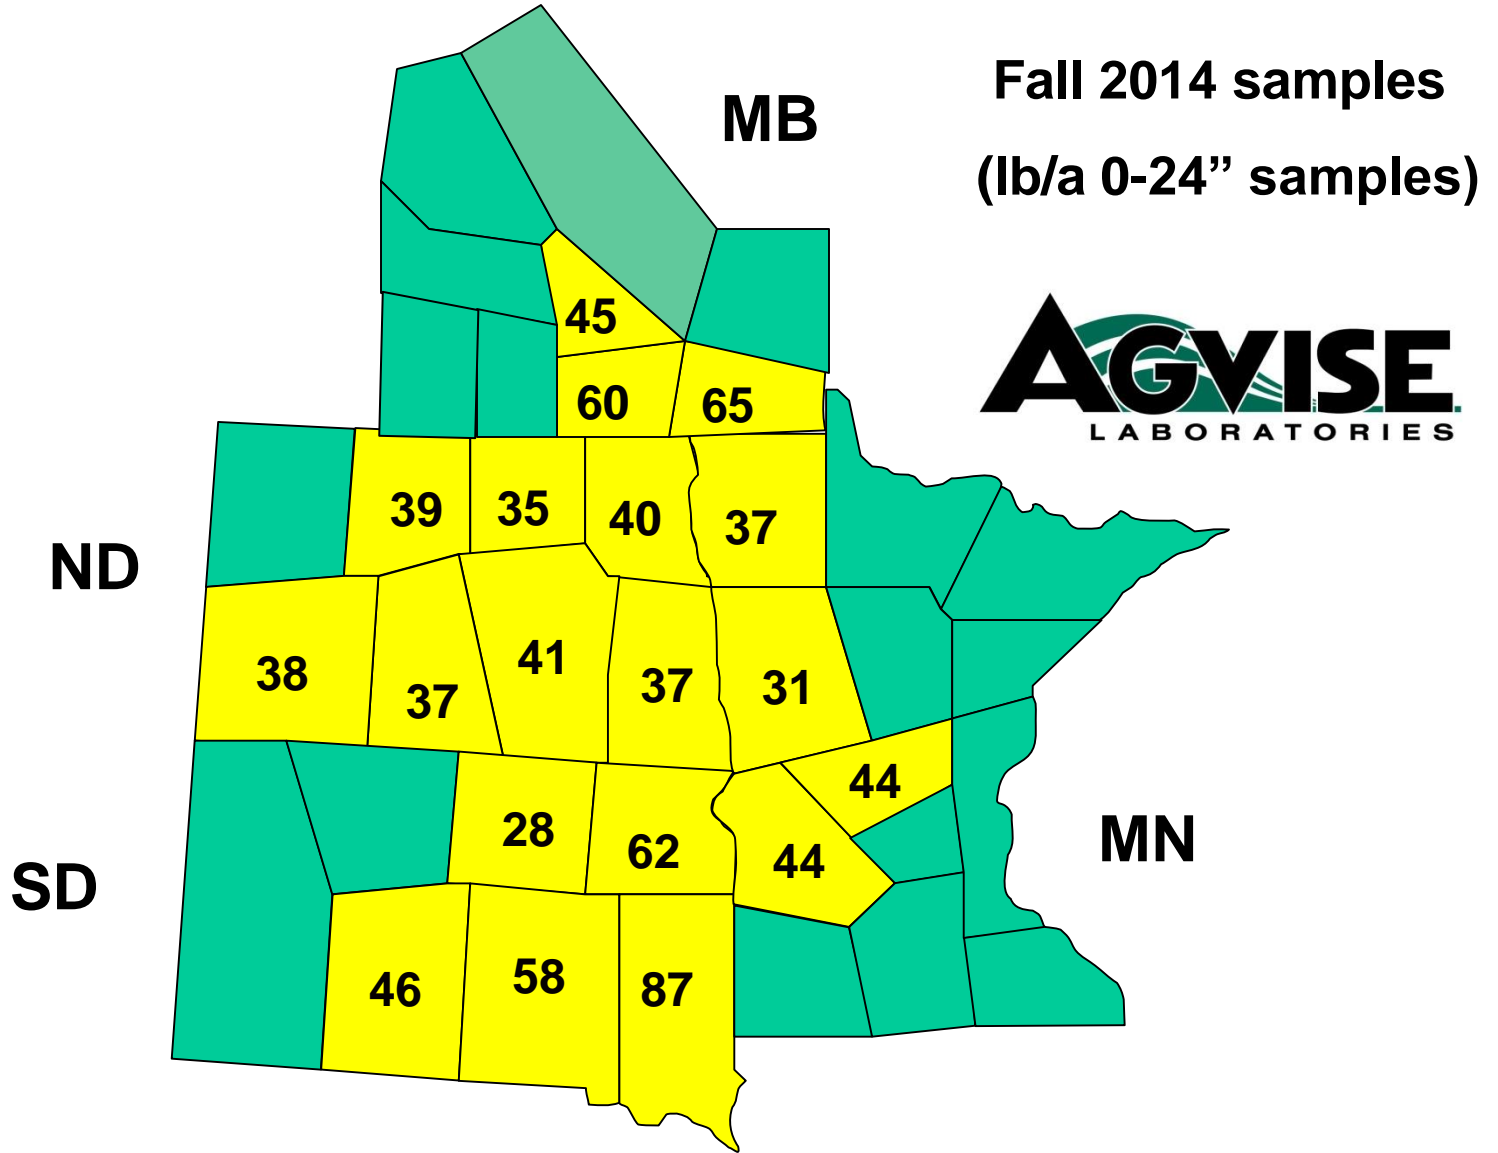 Fall 2014 samples
MB
(lb/a 0-24” samples)
45
AGVISE
LABORATORIES
60 65
39 35 40 37
ND
38 37 41 37 31
44
28 62 44
MN
SD
46 58 87